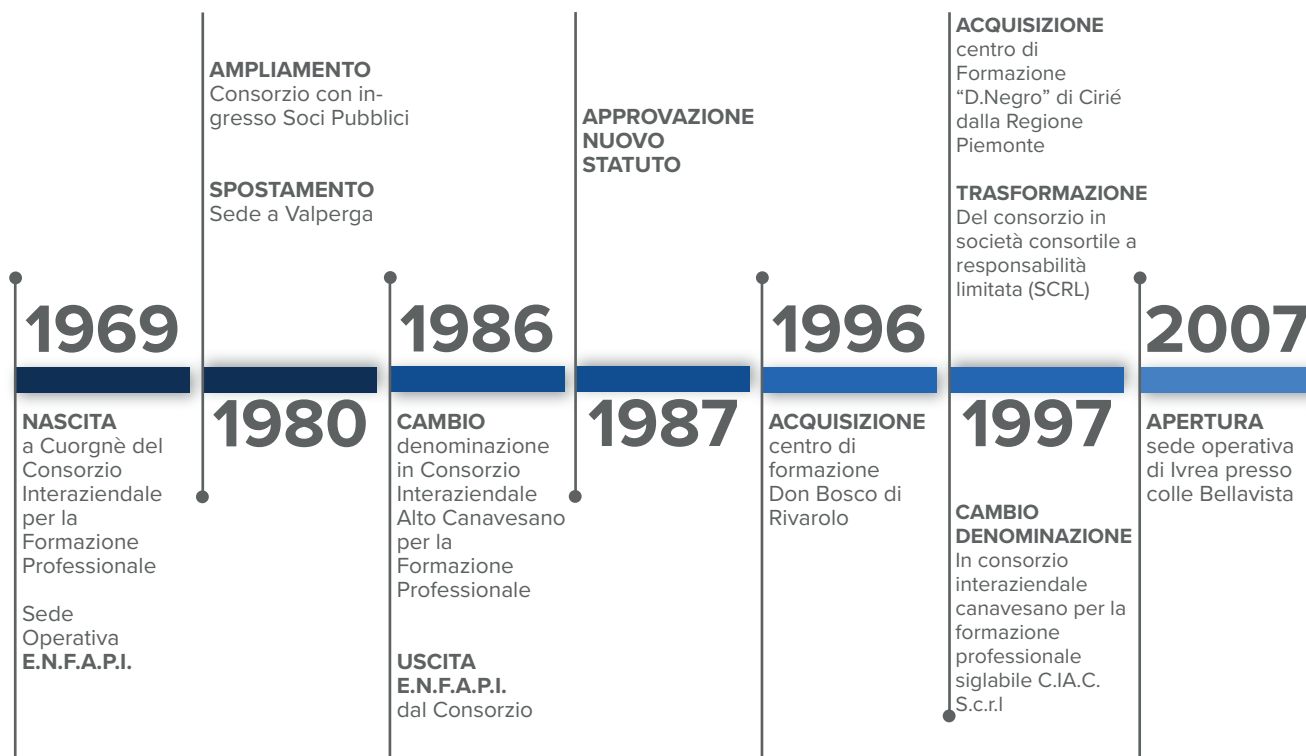 1969
NASCITA
a Cuorgnè del
Consorzio
Interaziendale
per la
Formazione
Professionale
Sede
Operativa
E.N.F.A.P.I.
AMPLIAMENTO
Consorzio con in-
gresso Soci Pubblici
SPOSTAMENTO
Sede a Valperga
1980
1986
CAMBIO
denominazione
in Consorzio
Interaziendale
Alto Canavesano
per la
Formazione
Professionale
USCITA
E.N.F.A.P.I.
dal Consorzio
APPROVAZIONE
NUOVO
STATUTO
1987
1996
ACQUISIZIONE
centro di
formazione
Don Bosco di
Rivarolo
ACQUISIZIONE
centro di
Formazione
“D.Negro” di Cirié
dalla Regione
Piemonte
TRASFORMAZIONE
Del consorzio in
società consortile a
responsabilità
limitata (SCRL)
1997
CAMBIO
DENOMINAZIONE
In consorzio
interaziendale
canavesano per la
formazione
professionale
siglabile C.IA.C.
S.c.r.l
2007
APERTURA
sede operativa
di Ivrea presso
colle Bellavista